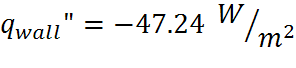 q_wall" = −47.24 W/m²